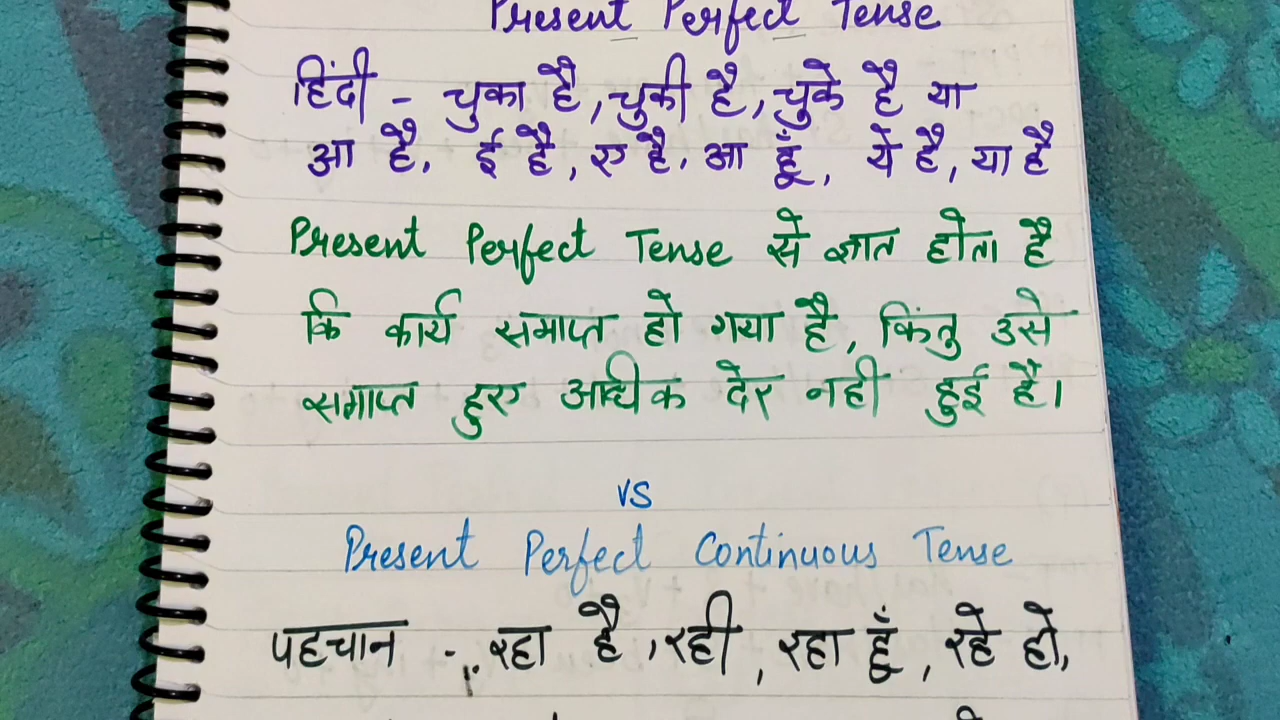 Present Perfect Tense
हिंदी - चुका है, चुकी है, चुके है या
आ है, ई है, ए है, आ हूँ, ये है, या है
Present Perfect Tense से ज्ञात होता है
कि कार्य समाप्त हो गया है, किंतु उसे
समाप्त हुए अधीक देर नही हुई है।
vs
Present Perfect Continuous Tense
पहचान - रहा है, रही, रहा हूँ, रहे हो,